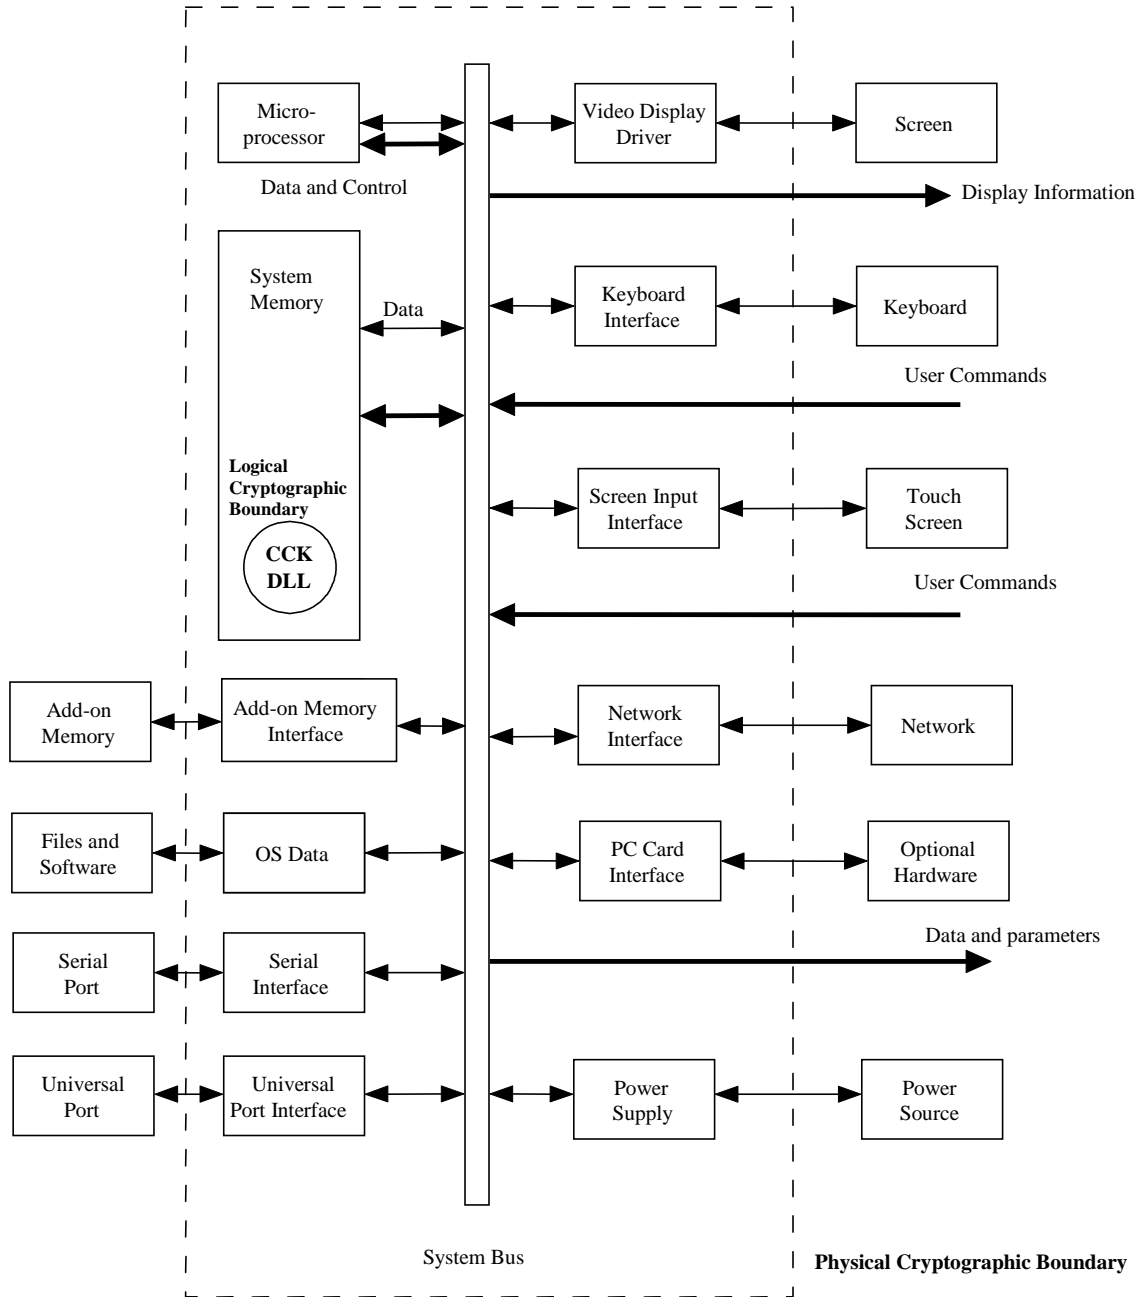 Micro-
processor
Video Display
Driver
Screen
Data and Control
Display Information
System
Memory
Data
Keyboard
Interface
Keyboard
User Commands
Logical
Cryptographic
Boundary
CCK
DLL
Screen Input
Interface
Touch
Screen
User Commands
Add-on
Memory
Add-on Memory
Interface
Network
Interface
Network
Files and
Software
OS Data
PC Card
Interface
Optional
Hardware
Data and parameters
Serial
Port
Serial
Interface
Universal
Port
Universal
Port Interface
Power
Supply
Power
Source
System Bus
Physical Cryptographic Boundary